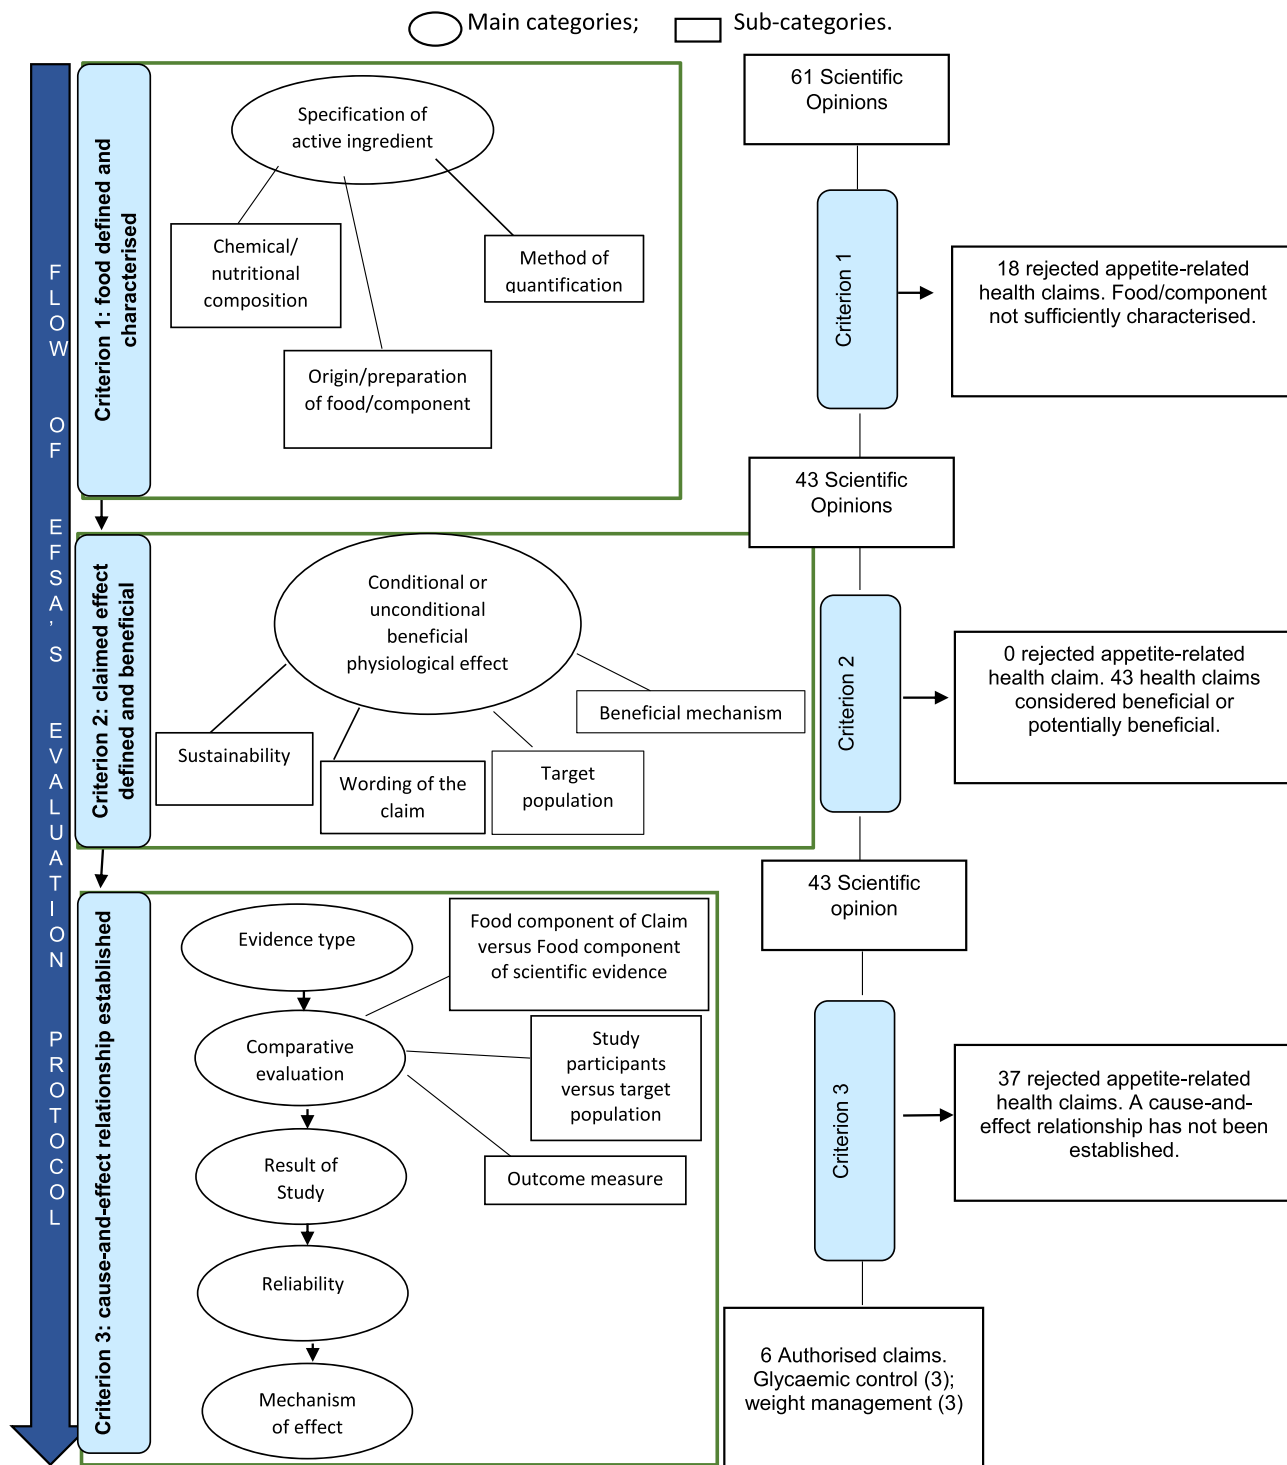 Main categories;
Sub-categories.
FLOW OF EFSA'S EVALUATION PROTOCOL
Criterion 1: food defined and
characterised
Specification of
active ingredient
Chemical/
nutritional
composition
Method of
quantification
Origin/preparation
of food/component
Criterion 2: claimed effect
defined and beneficial
Conditional or
unconditional
beneficial
physiological effect
Sustainability
Wording of the
claim
Target
population
Beneficial mechanism
Criterion 3: cause-and-effect relationship established
Evidence type
Comparative
evaluation
Result of
Study
Reliability
Mechanism
of effect
Food component of Claim
versus Food component
of scientific evidence
Study
participants
versus target
population
Outcome measure
61 Scientific
Opinions
Criterion 1
18 rejected appetite-related
health claims. Food/component
not sufficiently characterised.
43 Scientific
Opinions
Criterion 2
0 rejected appetite-related
health claim. 43 health claims
considered beneficial or
potentially beneficial.
43 Scientific
opinion
Criterion 3
37 rejected appetite-related
health claims. A cause-and-
effect relationship has not been
established.
6 Authorised claims.
Glycaemic control (3);
weight management (3)